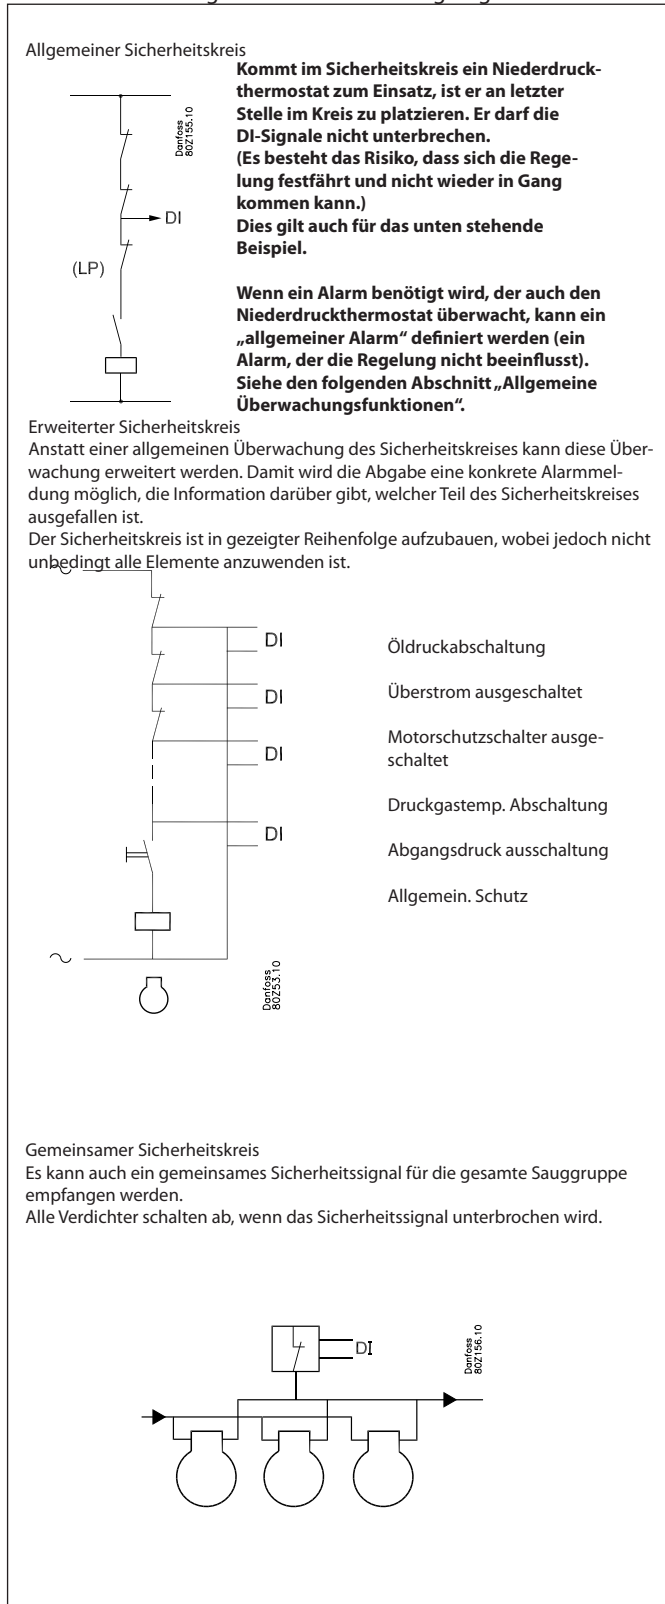 Allgemeiner Sicherheitskreis
Kommt im Sicherheitskreis ein Niederdruck-
thermostat zum Einsatz, ist er an letzter
Stelle im Kreis zu platzieren. Er darf die
DI-Signale nicht unterbrechen.
(Es besteht das Risiko, dass sich die Rege-
lung festfährt und nicht wieder in Gang
kommen kann.)
Dies gilt auch für das unten stehende
Beispiel.
Wenn ein Alarm benötigt wird, der auch den
Niederdruckthermostat überwacht, kann ein
„allgemeiner Alarm“ definiert werden (ein
Alarm, der die Regelung nicht beeinflusst).
Siehe den folgenden Abschnitt „Allgemeine
Überwachungsfunktionen“.
Danfoss
80Z155.10
DI
(LP)
Erweiterter Sicherheitskreis
Anstatt einer allgemeinen Überwachung des Sicherheitskreises kann diese Über-
wachung erweitert werden. Damit wird die Abgabe eine konkrete Alarmmel-
dung möglich, die Information darüber gibt, welcher Teil des Sicherheitskreises
ausgefallen ist.
Der Sicherheitskreis ist in gezeigter Reihenfolge aufzubauen, wobei jedoch nicht
unbedingt alle Elemente anzuwenden ist.
DI
DI
DI
DI
Öldruckabschaltung
Überstrom ausgeschaltet
Motorschutzschalter ausge-
schaltet
Druckgastemp. Abschaltung
Abgangsdruck ausschaltung
Allgemein. Schutz
Danfoss
80Z53.10
Gemeinsamer Sicherheitskreis
Es kann auch ein gemeinsames Sicherheitssignal für die gesamte Sauggruppe
empfangen werden.
Alle Verdichter schalten ab, wenn das Sicherheitssignal unterbrochen wird.
DI
Danfoss
80Z156.10